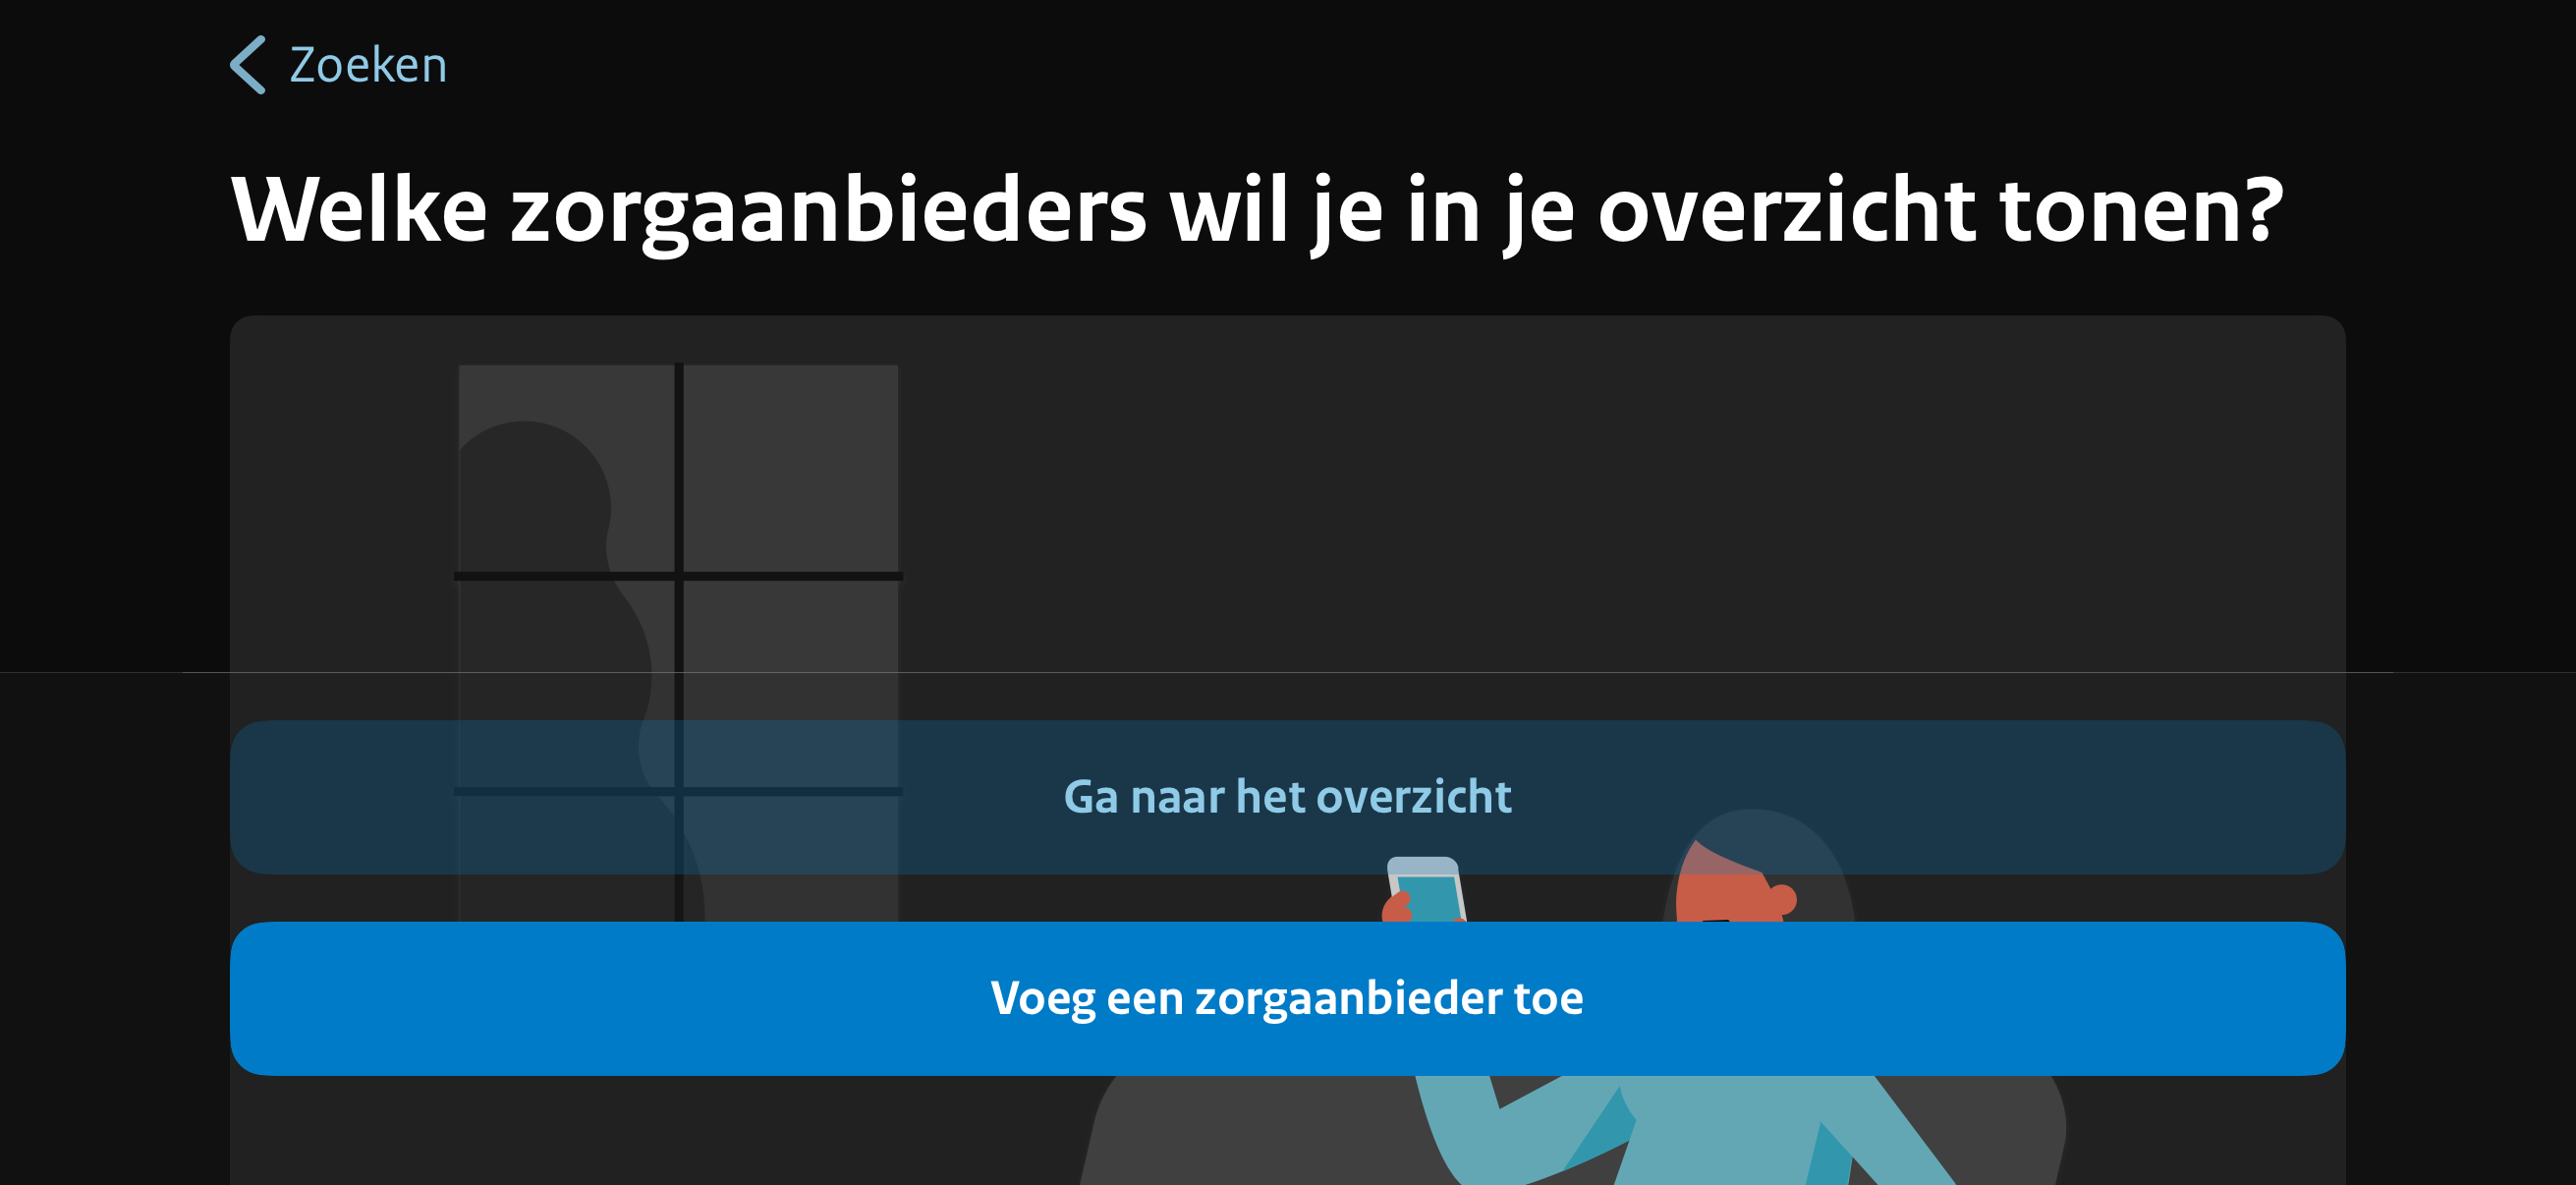 Zoeken
Welke zorgaanbieders wil je in je overzicht tonen?
Ga naar het overzicht
Voeg een zorgaanbieder toe